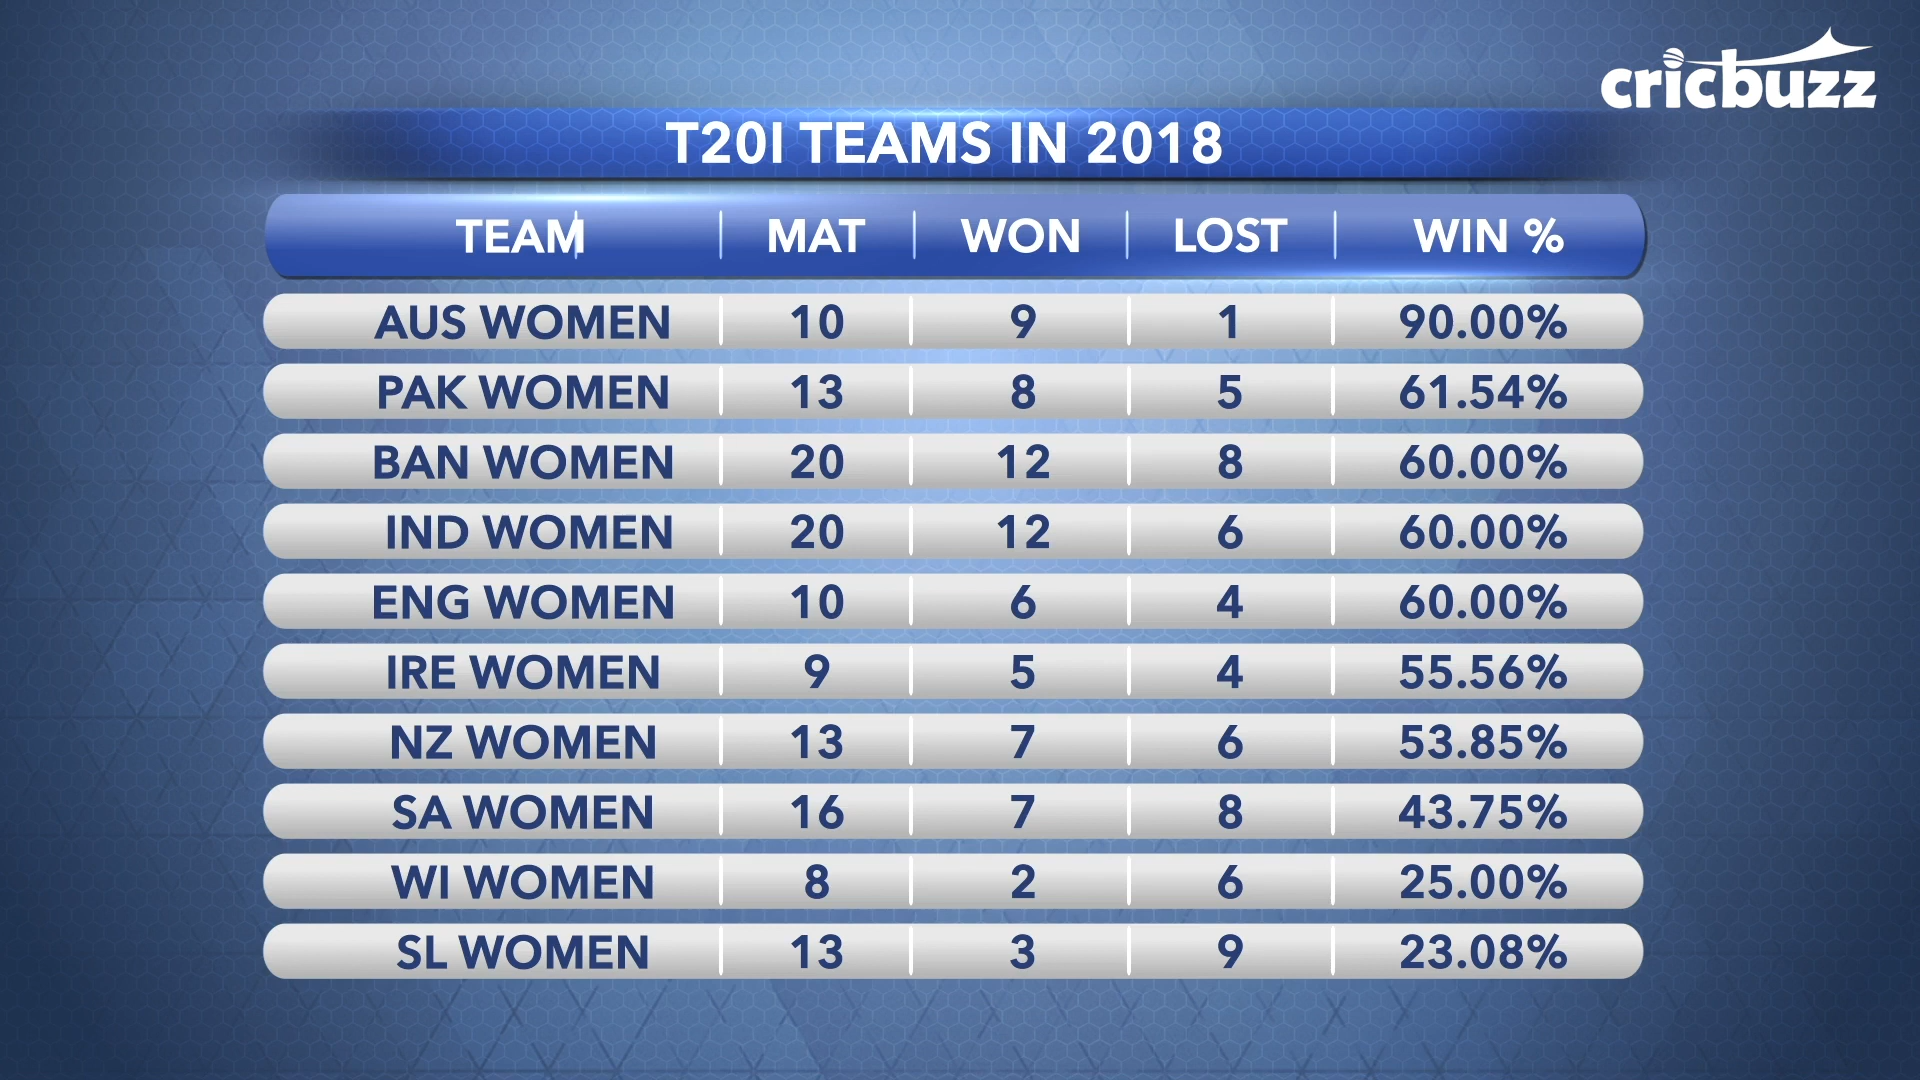 cricbuzz
T20I TEAMS IN 2018
TEAM MAT WON LOST WIN %
AUS WOMEN 10 9 1 90.00%
PAK WOMEN 13 8 5 61.54%
BAN WOMEN 20 12 8 60.00%
IND WOMEN 20 12 6 60.00%
ENG WOMEN 10 6 4 60.00%
IRE WOMEN 9 5 4 55.56%
NZ WOMEN 13 7 6 53.85%
SA WOMEN 16 7 8 43.75%
WI WOMEN 8 2 6 25.00%
SL WOMEN 13 3 9 23.08%